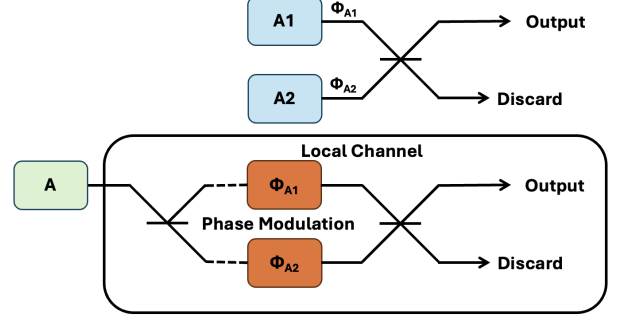 A1
ΦA1
Output
A2
ΦA2
Discard
Local Channel
A
ΦA1
Output
Phase Modulation
ΦA2
Discard